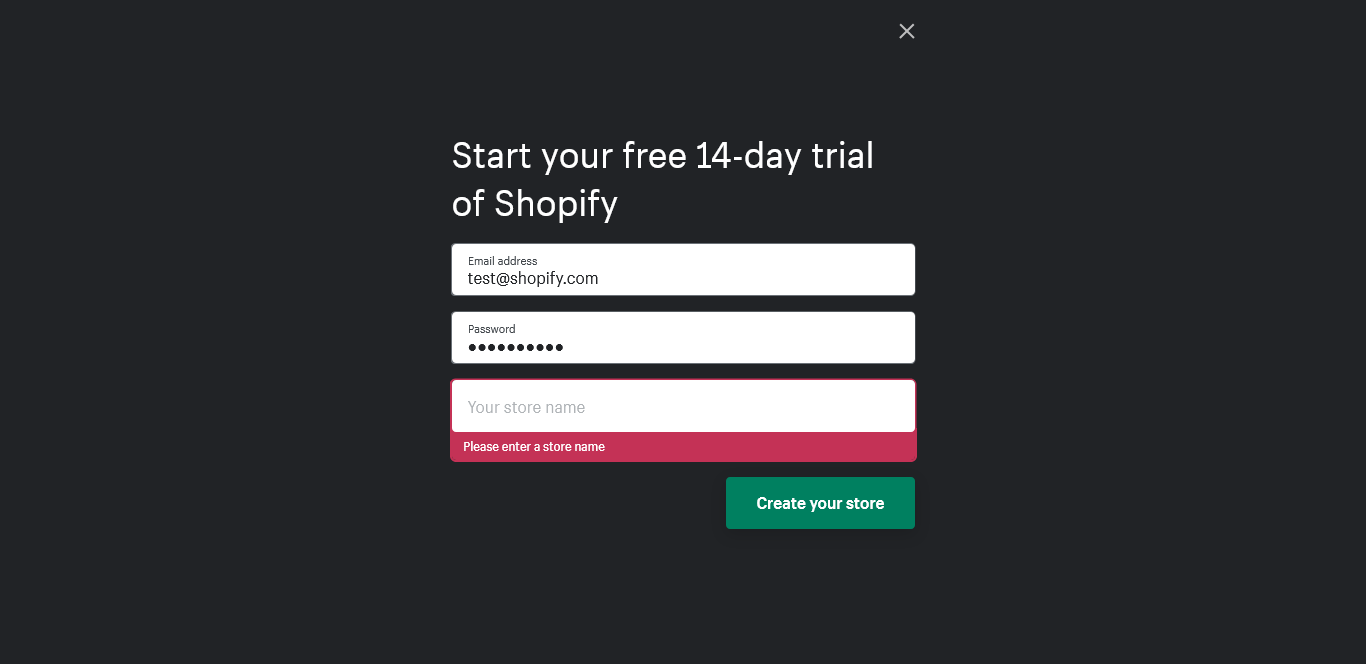 Start your free 14-day trial
of Shopify
Email address
test@shopify.com
Password
••••••••••
Your store name
Please enter a store name
Create your store